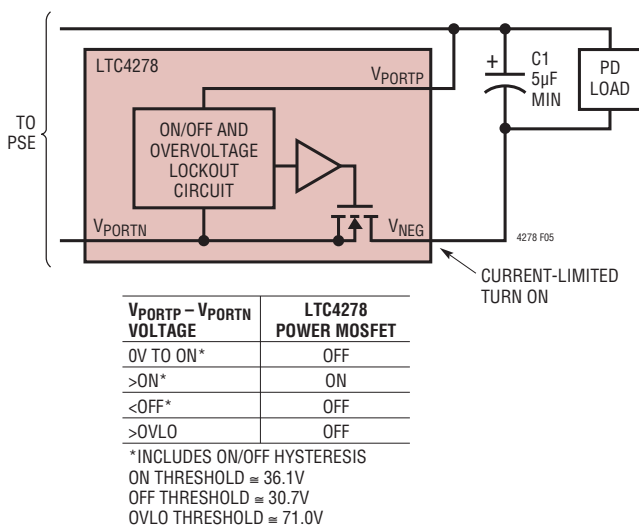 LTC4278
VPORTP
C1
5µF
MIN
PD
LOAD
TO
PSE
ON/OFF AND
OVERVOLTAGE
LOCKOUT
CIRCUIT
VPORTN
VNEG
4278 F05
CURRENT-LIMITED
TURN ON
VPORTP – VPORTN
VOLTAGE
LTC4278
POWER MOSFET
0V TO ON* OFF
>ON* ON
<OFF* OFF
>OVLO OFF
*INCLUDES ON/OFF HYSTERESIS
ON THRESHOLD ≅ 36.1V
OFF THRESHOLD ≅ 30.7V
OVLO THRESHOLD ≅ 71.0V